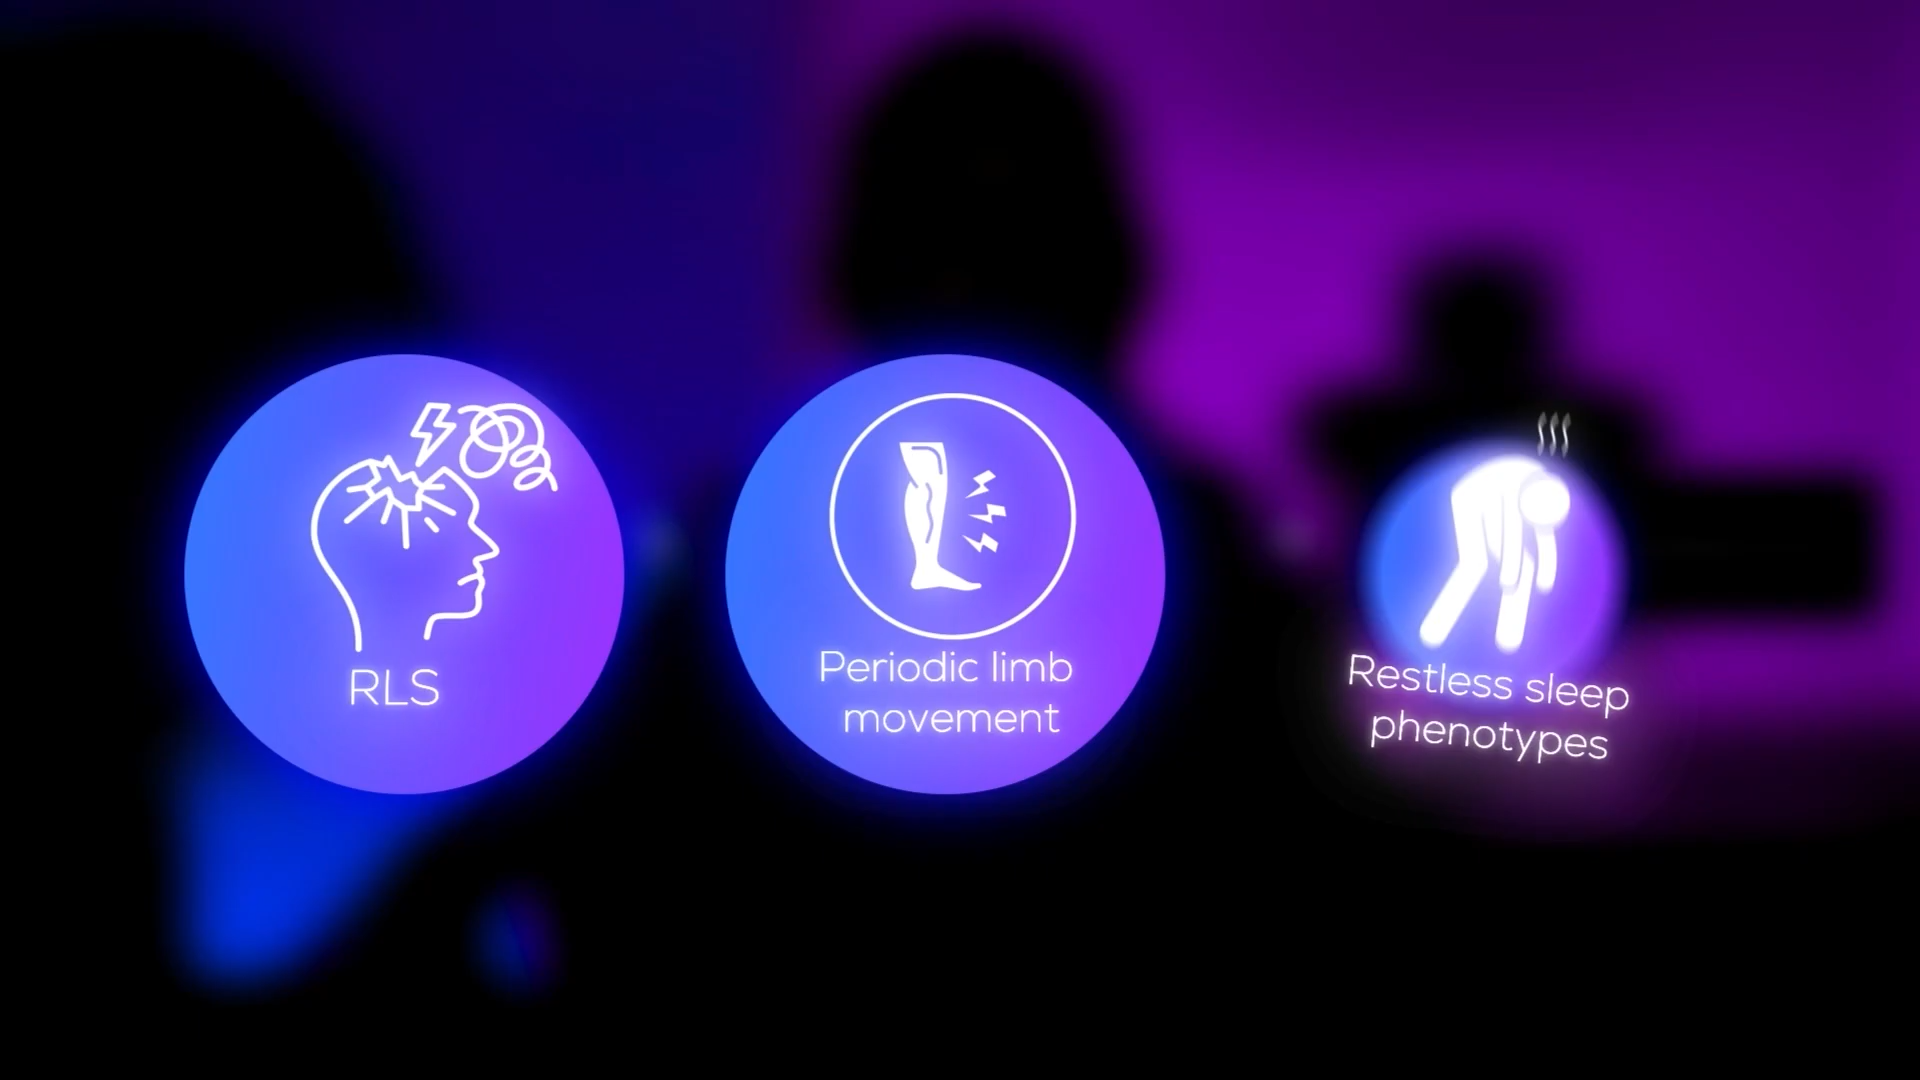 RLS
Periodic limb
movement
Restless sleep
phenotypes